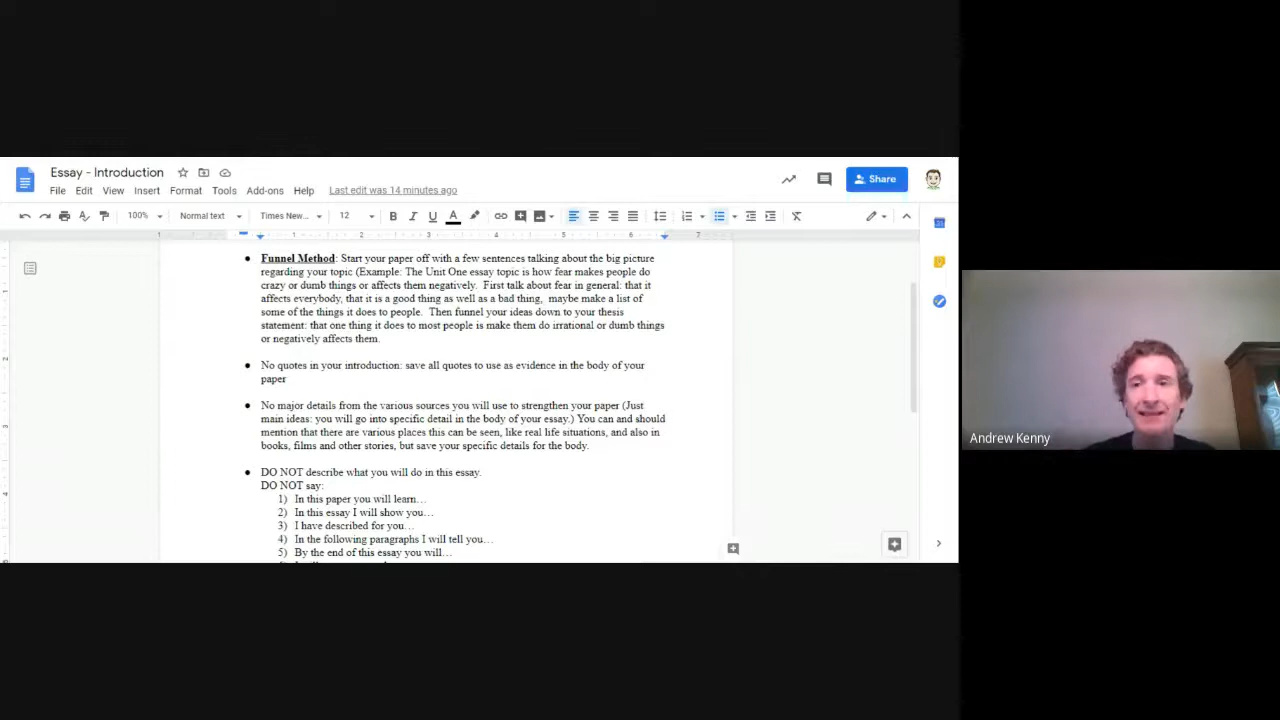 Essay - Introduction
File Edit View Insert Format Tools Add-ons Help Last edit was 14 minutes ago
Share
100% Normal text Times New... 12
1 1 2 3 4 5 6 7
● Funnel Method: Start your paper off with a few sentences talking about the big picture
regarding your topic (Example: The Unit One essay topic is how fear makes people do
crazy or dumb things or affects them negatively. First talk about fear in general: that it
affects everybody, that it is a good thing as well as a bad thing, maybe make a list of
some of the things it does to people. Then funnel your ideas down to your thesis
statement: that one thing it does to most people is make them do irrational or dumb things
or negatively affects them.
● No quotes in your introduction: save all quotes to use as evidence in the body of your
paper
● No major details from the various sources you will use to strengthen your paper (Just
main ideas: you will go into specific detail in the body of your essay.) You can and should
mention that there are various places this can be seen, like real life situations, and also in
books, films and other stories, but save your specific details for the body.
● DO NOT describe what you will do in this essay.
DO NOT say:
1) In this paper you will learn…
2) In this essay I will show you…
3) I have described for you…
4) In the following paragraphs I will tell you…
5) By the end of this essay you will…
Andrew Kenny